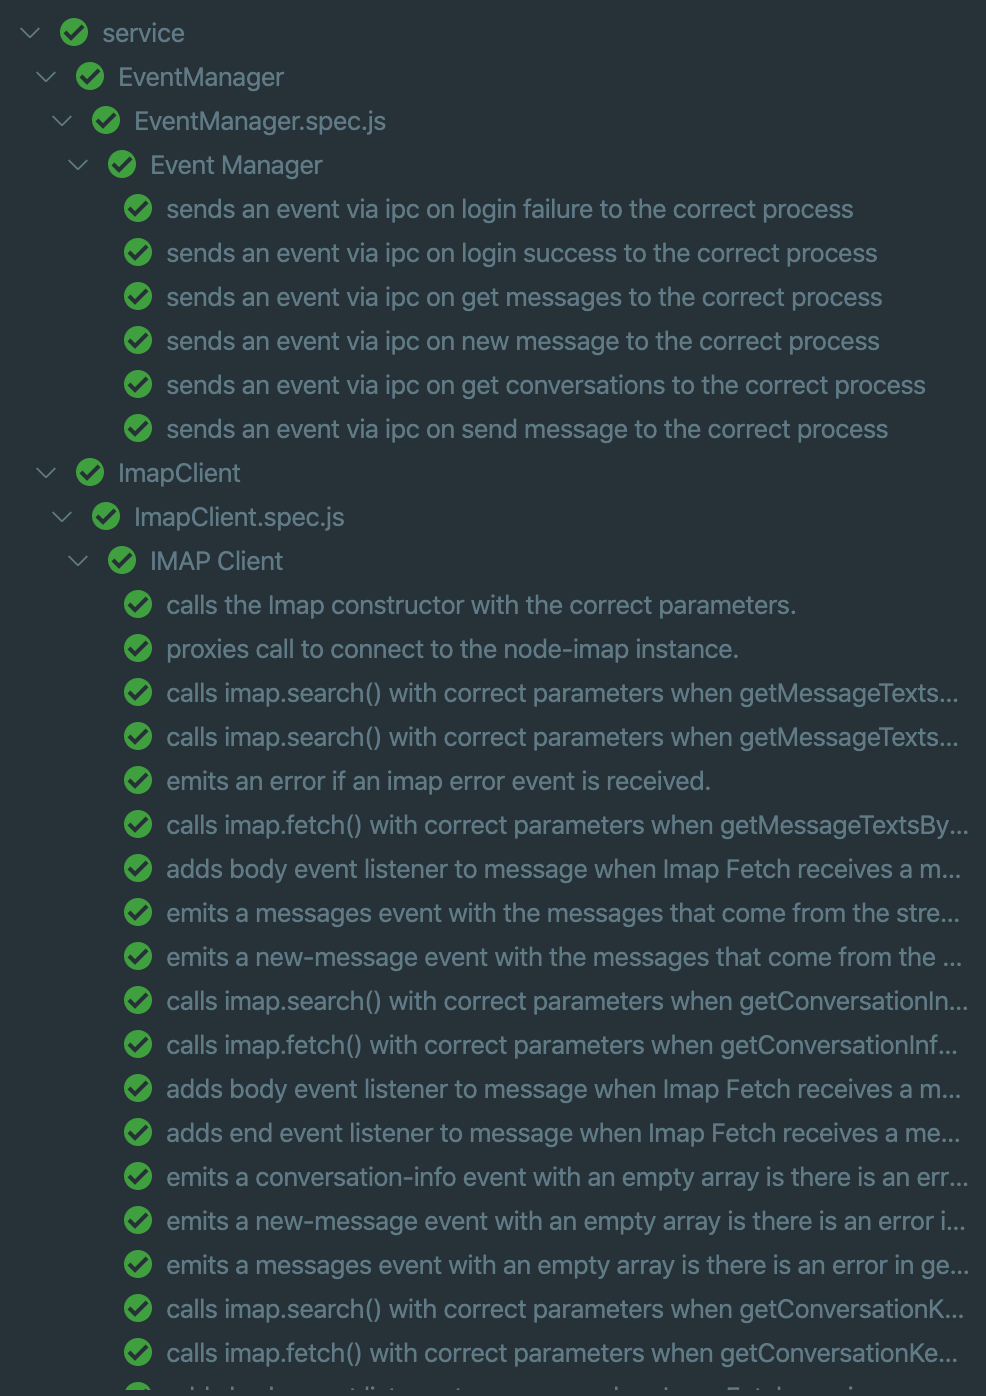 service
EventManager
EventManager.spec.js
Event Manager
sends an event via ipc on login failure to the correct process
sends an event via ipc on login success to the correct process
sends an event via ipc on get messages to the correct process
sends an event via ipc on new message to the correct process
sends an event via ipc on get conversations to the correct process
sends an event via ipc on send message to the correct process
ImapClient
ImapClient.spec.js
IMAP Client
calls the Imap constructor with the correct parameters.
proxies call to connect to the node-imap instance.
calls imap.search() with correct parameters when getMessageTexts...
calls imap.search() with correct parameters when getMessageTexts...
emits an error if an imap error event is received.
calls imap.fetch() with correct parameters when getMessageTextsBy...
adds body event listener to message when Imap Fetch receives a m...
emits a messages event with the messages that come from the stre...
emits a new-message event with the messages that come from the ...
calls imap.search() with correct parameters when getConversationIn...
calls imap.fetch() with correct parameters when getConversationInf...
adds body event listener to message when Imap Fetch receives a m...
adds end event listener to message when Imap Fetch receives a me...
emits a conversation-info event with an empty array is there is an err...
emits a new-message event with an empty array is there is an error i...
emits a messages event with an empty array is there is an error in ge...
calls imap.search() with correct parameters when getConversationK...
calls imap.fetch() with correct parameters when getConversationKe...